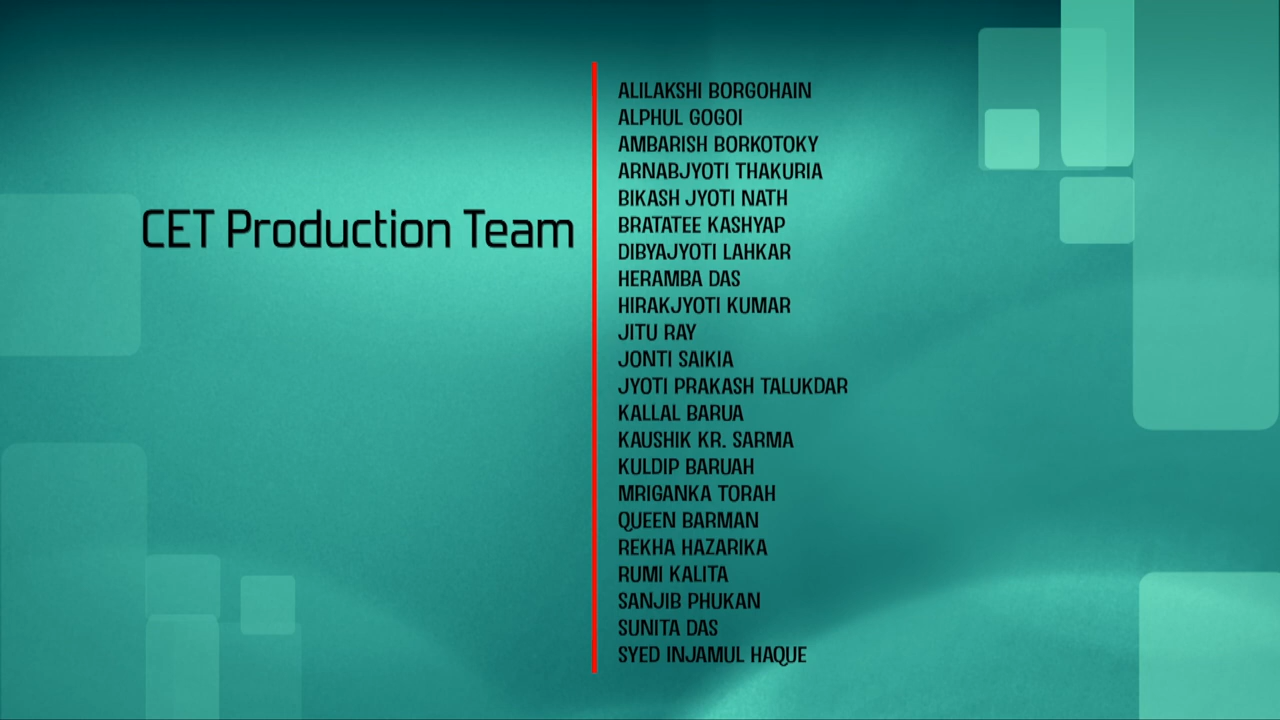 CET Production Team
ALILAKSHI BORGOHAIN
ALPHUL GOGOI
AMBARISH BORKOTOKY
ARNABJYOTI THAKURIA
BIKASH JYOTI NATH
BRATATEE KASHYAP
DIBYAJYOTI LAHKAR
HERAMBA DAS
HIRAKJYOTI KUMAR
JITU RAY
JONTI SAIKIA
JYOTI PRAKASH TALUKDAR
KALLAL BARUA
KAUSHIK KR. SARMA
KULDIP BARUAH
MRIGANKA TORAH
QUEEN BARMAN
REKHA HAZARIKA
RUMI KALITA
SANJIB PHUKAN
SUNITA DAS
SYED INJAMUL HAQUE